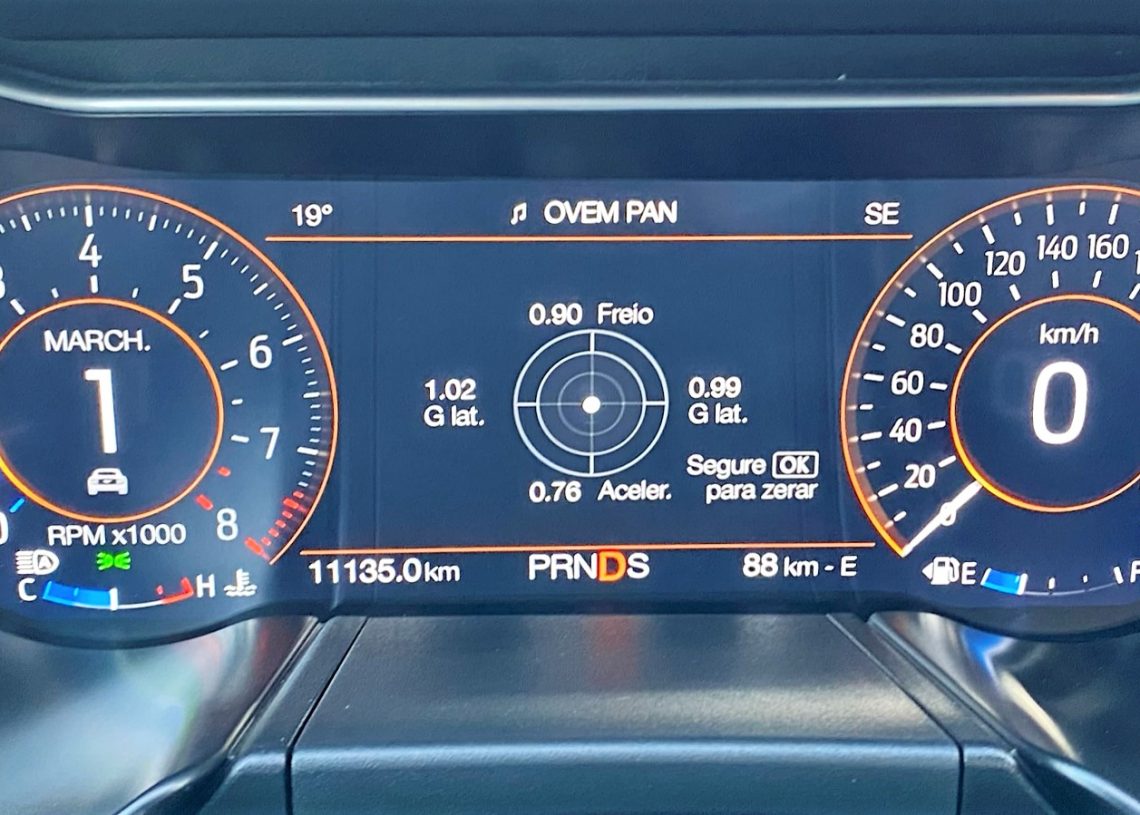 19° OVEM PAN SE
4
5
6
7
8
MARCH.
1
RPM x1000
A
C H
0.90 Freio
1.02
G lat.
0.99
G lat.
0.76 Aceler.
Segure OK
para zerar
11135.0 km PRNDS 88 km - E
0
20
40
60
80
100
120
140
160
km/h
0
E F